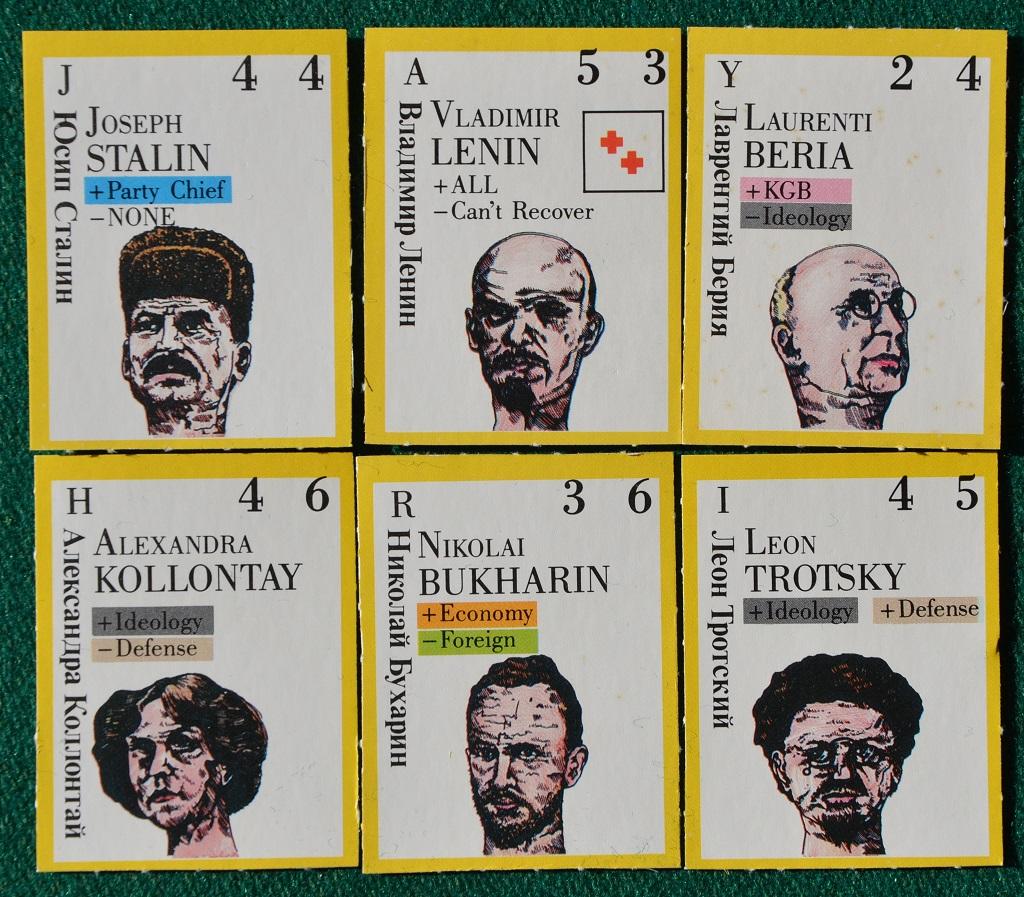 J 4 4
JOSEPH
STALIN
+Party Chief
−NONE
Юсип Сталин
A 5 3
VLADIMIR
LENIN
+ALL
−Can't Recover
Владимир Ленин
Y 2 4
LAURENTI
BERIA
+KGB
−Ideology
Лаврентий Берия
H 4 6
ALEXANDRA
KOLLONTAY
+Ideology
−Defense
Александра Коллонтай
R 3 6
NIKOLAI
BUKHARIN
+Economy
−Foreign
Николай Бухарин
I 4 5
LEON
TROTSKY
+Ideology +Defense
Леон Тротский